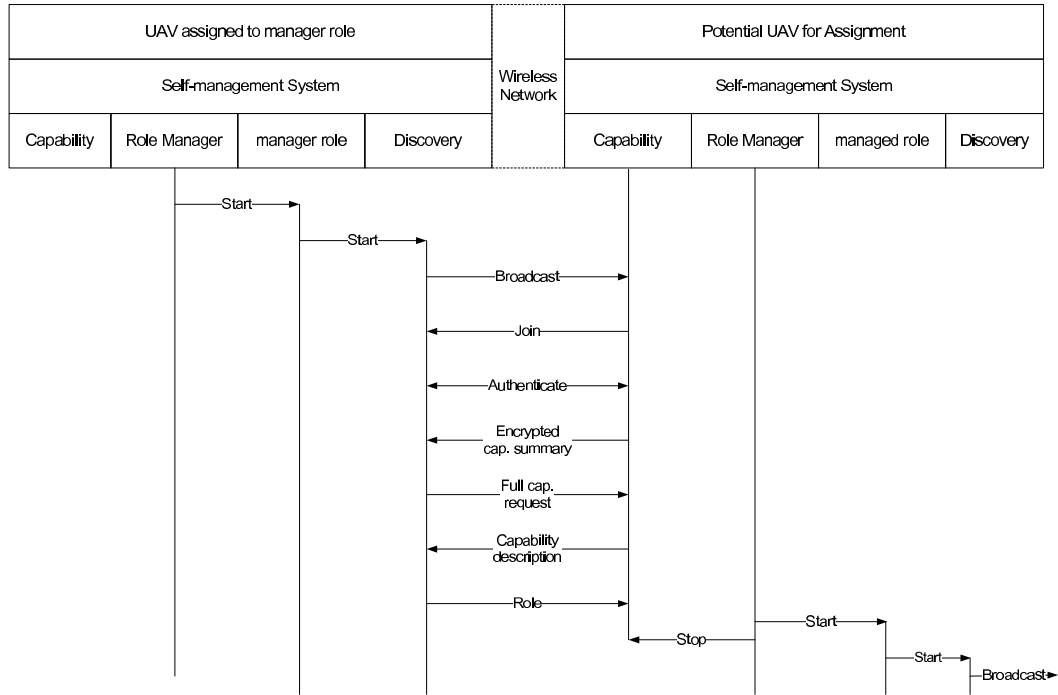 UAV assigned to manager role
Potential UAV for Assignment
Wireless
Network
Self-management System
Self-management System
Capability
Role Manager
manager role
Discovery
Capability
Role Manager
managed role
Discovery
Start
Start
Broadcast
Join
Authenticate
Encrypted
cap. summary
Full cap.
request
Capability
description
Role
Start
Stop
Start
Broadcast